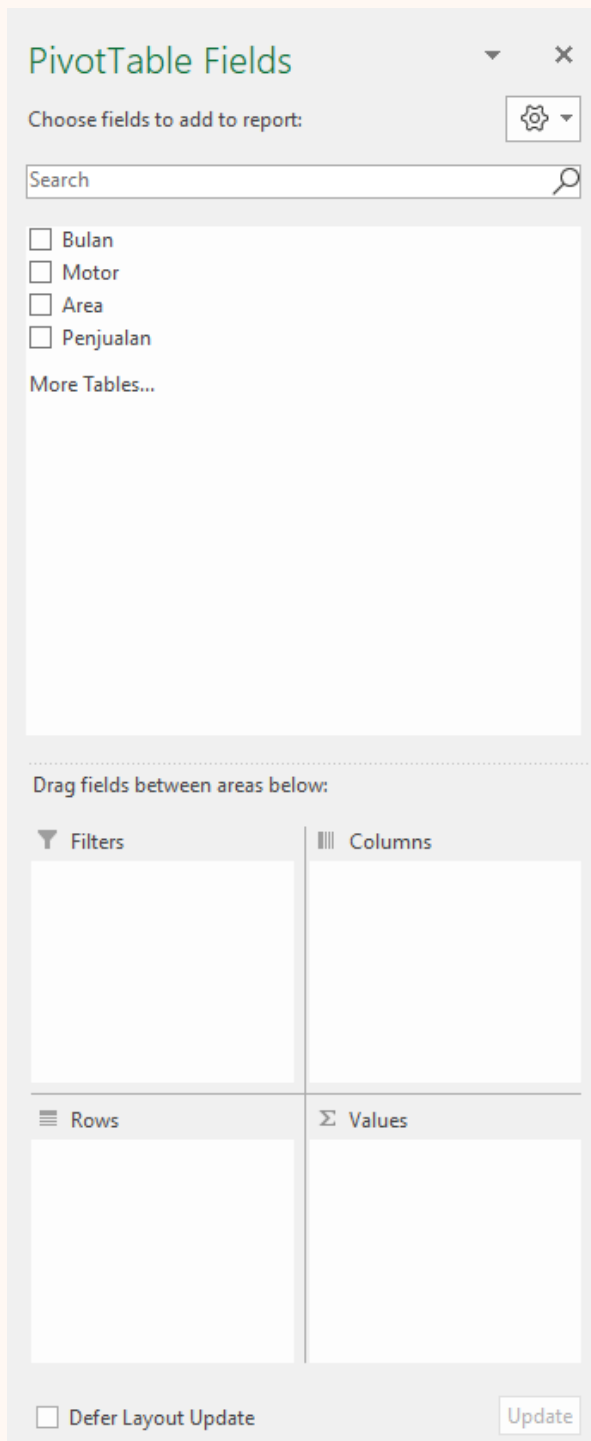 PivotTable Fields
Choose fields to add to report:
Search
Bulan
Motor
Area
Penjualan
More Tables...
Drag fields between areas below:
Filters
Columns
Rows
Σ Values
Defer Layout Update
Update